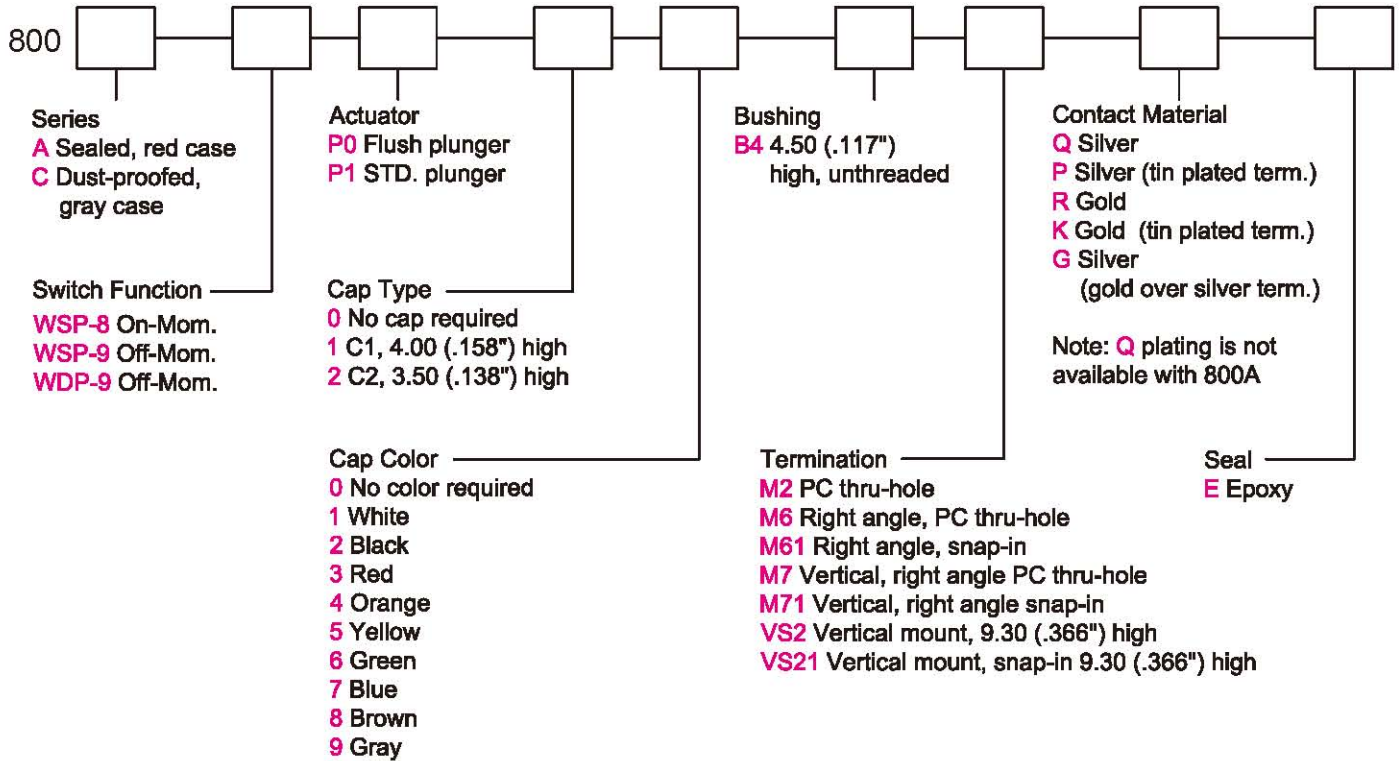 800
Series
A Sealed, red case
C Dust-proofed,
gray case
Switch Function
WSP-8 On-Mom.
WSP-9 Off-Mom.
WDP-9 Off-Mom.
Actuator
P0 Flush plunger
P1 STD. plunger
Cap Type
0 No cap required
1 C1, 4.00 (.158") high
2 C2, 3.50 (.138") high
Cap Color
0 No color required
1 White
2 Black
3 Red
4 Orange
5 Yellow
6 Green
7 Blue
8 Brown
9 Gray
Bushing
B4 4.50 (.117")
high, unthreaded
Termination
M2 PC thru-hole
M6 Right angle, PC thru-hole
M61 Right angle, snap-in
M7 Vertical, right angle PC thru-hole
M71 Vertical, right angle snap-in
VS2 Vertical mount, 9.30 (.366") high
VS21 Vertical mount, snap-in 9.30 (.366") high
Contact Material
Q Silver
P Silver (tin plated term.)
R Gold
K Gold (tin plated term.)
G Silver
(gold over silver term.)
Note: Q plating is not
available with 800A
Seal
E Epoxy